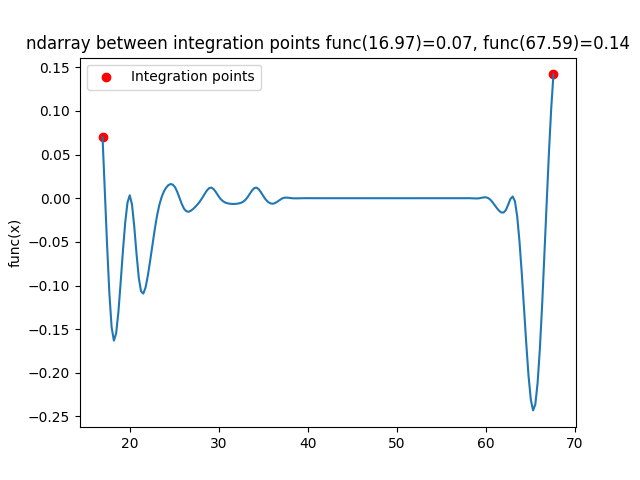 ndarray between integration points func(16.97)=0.07, func(67.59)=0.14
Integration points
0.15
0.10
0.05
0.00
−0.05
−0.10
−0.15
−0.20
−0.25
func(x)
20 30 40 50 60 70